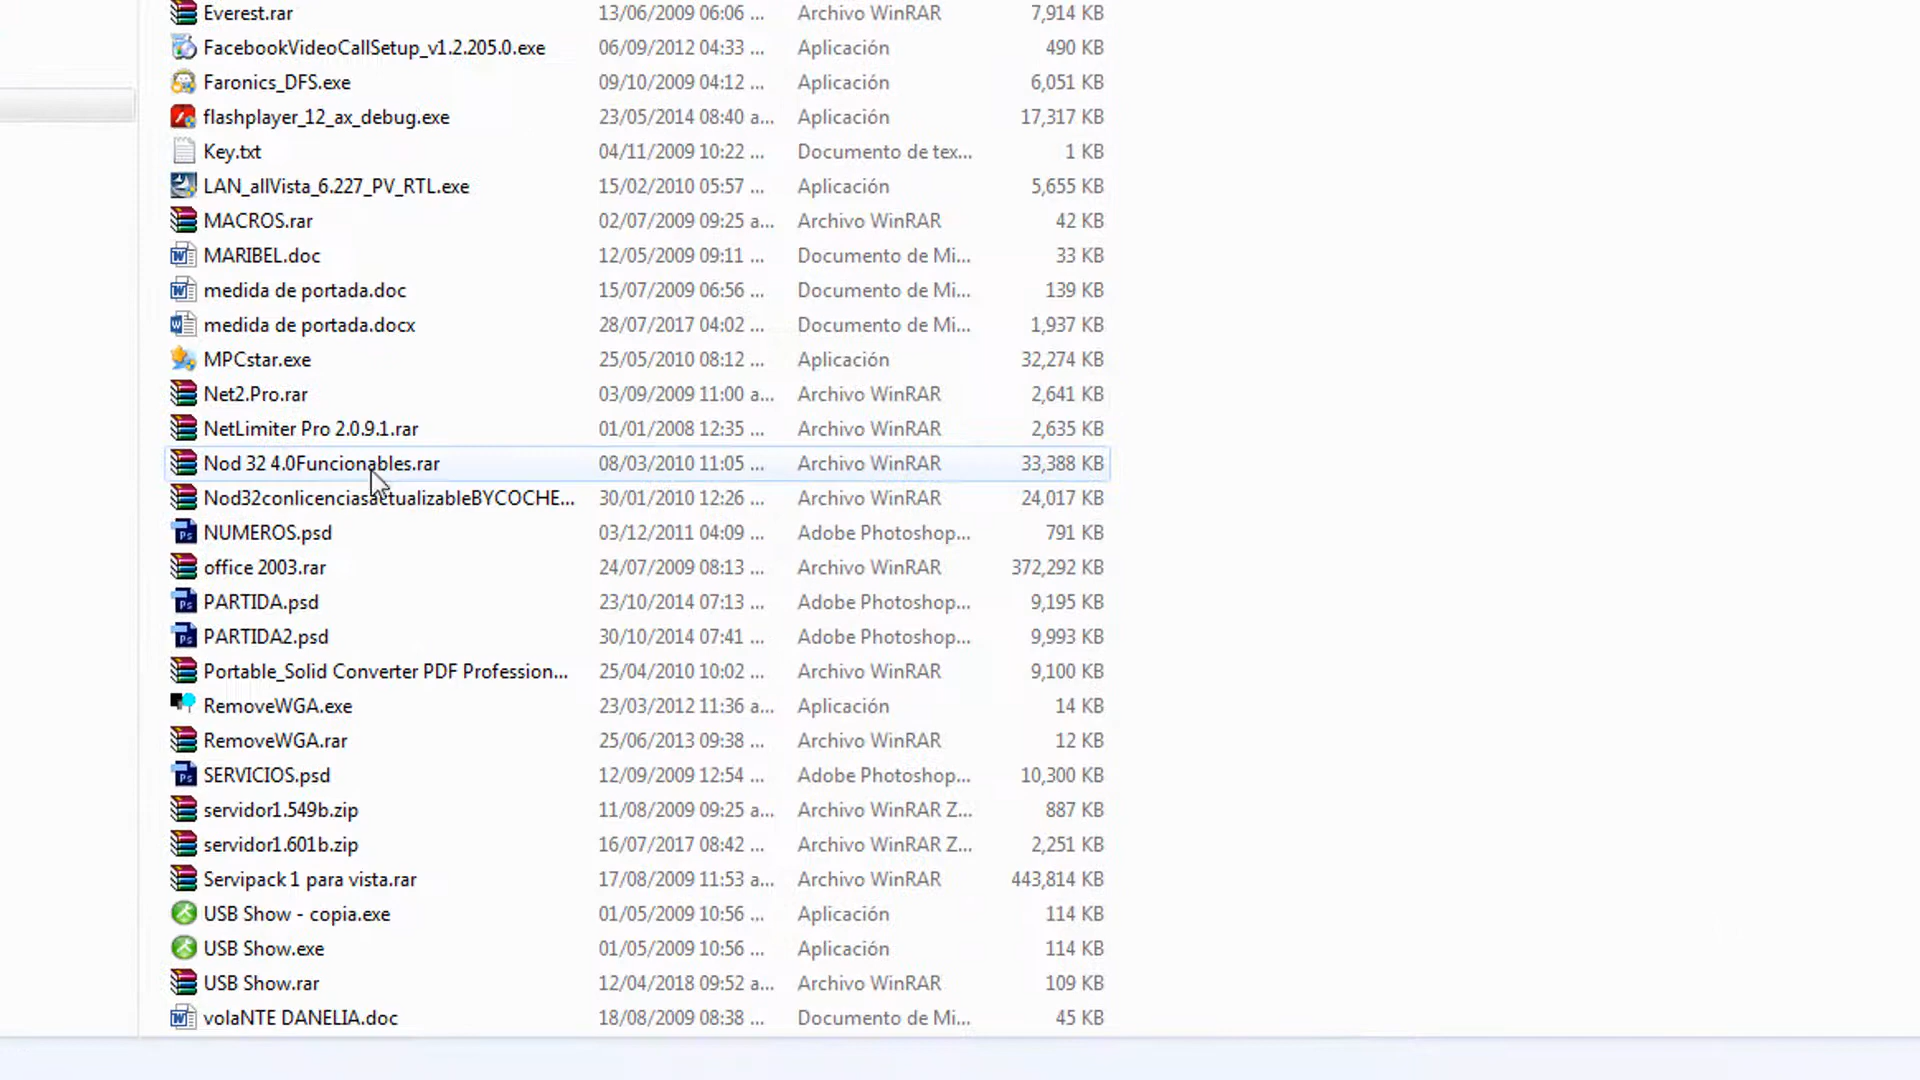 Everest.rar 13/06/2009 06:06 ... Archivo WinRAR 7,914 KB
FacebookVideoCallSetup_v1.2.205.0.exe 06/09/2012 04:33 ... Aplicación 490 KB
Faronics_DFS.exe 09/10/2009 04:12 ... Aplicación 6,051 KB
flashplayer_12_ax_debug.exe 23/05/2014 08:40 a... Aplicación 17,317 KB
Key.txt 04/11/2009 10:22 ... Documento de tex... 1 KB
LAN_allVista_6.227_PV_RTL.exe 15/02/2010 05:57 ... Aplicación 5,655 KB
MACROS.rar 02/07/2009 09:25 a... Archivo WinRAR 42 KB
MARIBEL.doc 12/05/2009 09:11 ... Documento de Mi... 33 KB
medida de portada.doc 15/07/2009 06:56 ... Documento de Mi... 139 KB
medida de portada.docx 28/07/2017 04:02 ... Documento de Mi... 1,937 KB
MPCstar.exe 25/05/2010 08:12 ... Aplicación 32,274 KB
Net2.Pro.rar 03/09/2009 11:00 a... Archivo WinRAR 2,641 KB
NetLimiter Pro 2.0.9.1.rar 01/01/2008 12:35 ... Archivo WinRAR 2,635 KB
Nod 32 4.0Funcionables.rar 08/03/2010 11:05 ... Archivo WinRAR 33,388 KB
Nod32conlicenciasactualizableBYCOCHE... 30/01/2010 12:26 ... Archivo WinRAR 24,017 KB
NUMEROS.psd 03/12/2011 04:09 ... Adobe Photoshop... 791 KB
office 2003.rar 24/07/2009 08:13 ... Archivo WinRAR 372,292 KB
PARTIDA.psd 23/10/2014 07:13 ... Adobe Photoshop... 9,195 KB
PARTIDA2.psd 30/10/2014 07:41 ... Adobe Photoshop... 9,993 KB
Portable_Solid Converter PDF Profession... 25/04/2010 10:02 ... Archivo WinRAR 9,100 KB
RemoveWGA.exe 23/03/2012 11:36 a... Aplicación 14 KB
RemoveWGA.rar 25/06/2013 09:38 ... Archivo WinRAR 12 KB
SERVICIOS.psd 12/09/2009 12:54 ... Adobe Photoshop... 10,300 KB
servidor1.549b.zip 11/08/2009 09:25 a... Archivo WinRAR Z... 887 KB
servidor1.601b.zip 16/07/2017 08:42 ... Archivo WinRAR Z... 2,251 KB
Servipack 1 para vista.rar 17/08/2009 11:53 a... Archivo WinRAR 443,814 KB
USB Show - copia.exe 01/05/2009 10:56 ... Aplicación 114 KB
USB Show.exe 01/05/2009 10:56 ... Aplicación 114 KB
USB Show.rar 12/04/2018 09:52 a... Archivo WinRAR 109 KB
volaNTE DANELIA.doc 18/08/2009 08:38 ... Documento de Mi... 45 KB